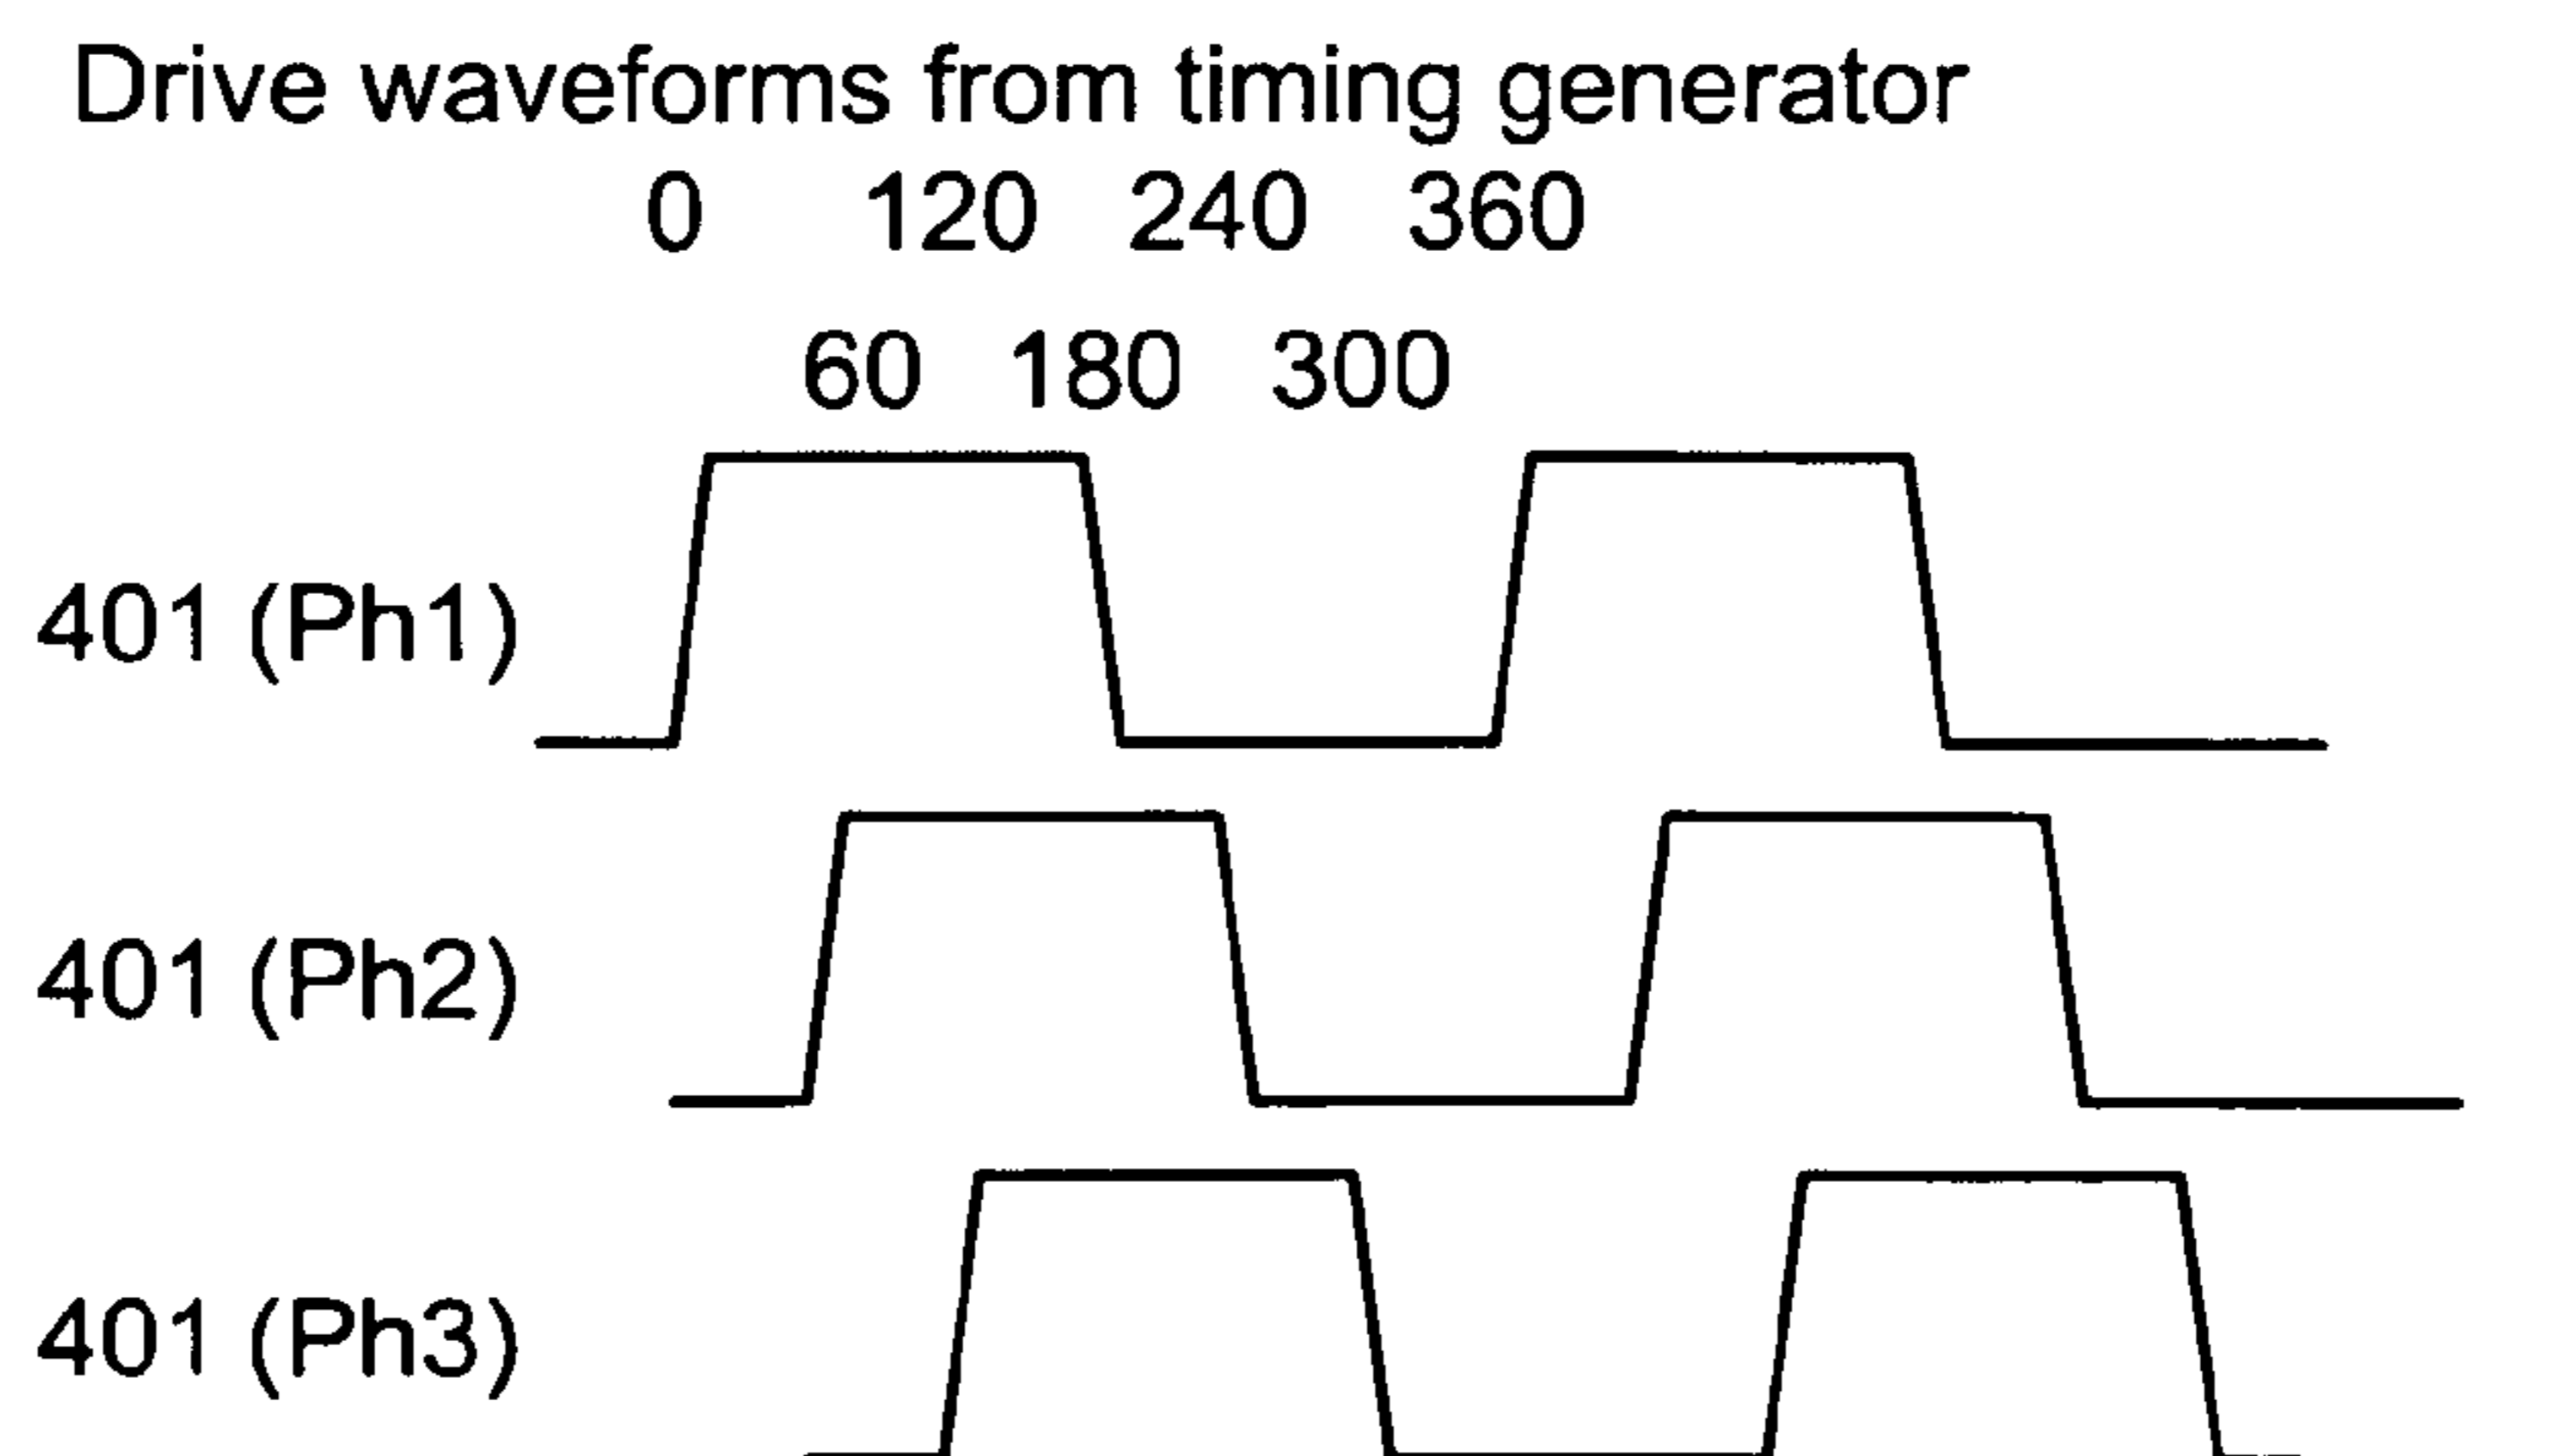 Drive waveforms from timing generator
0 120 240 360
60 180 300
401 (Ph1)
401 (Ph2)
401 (Ph3)